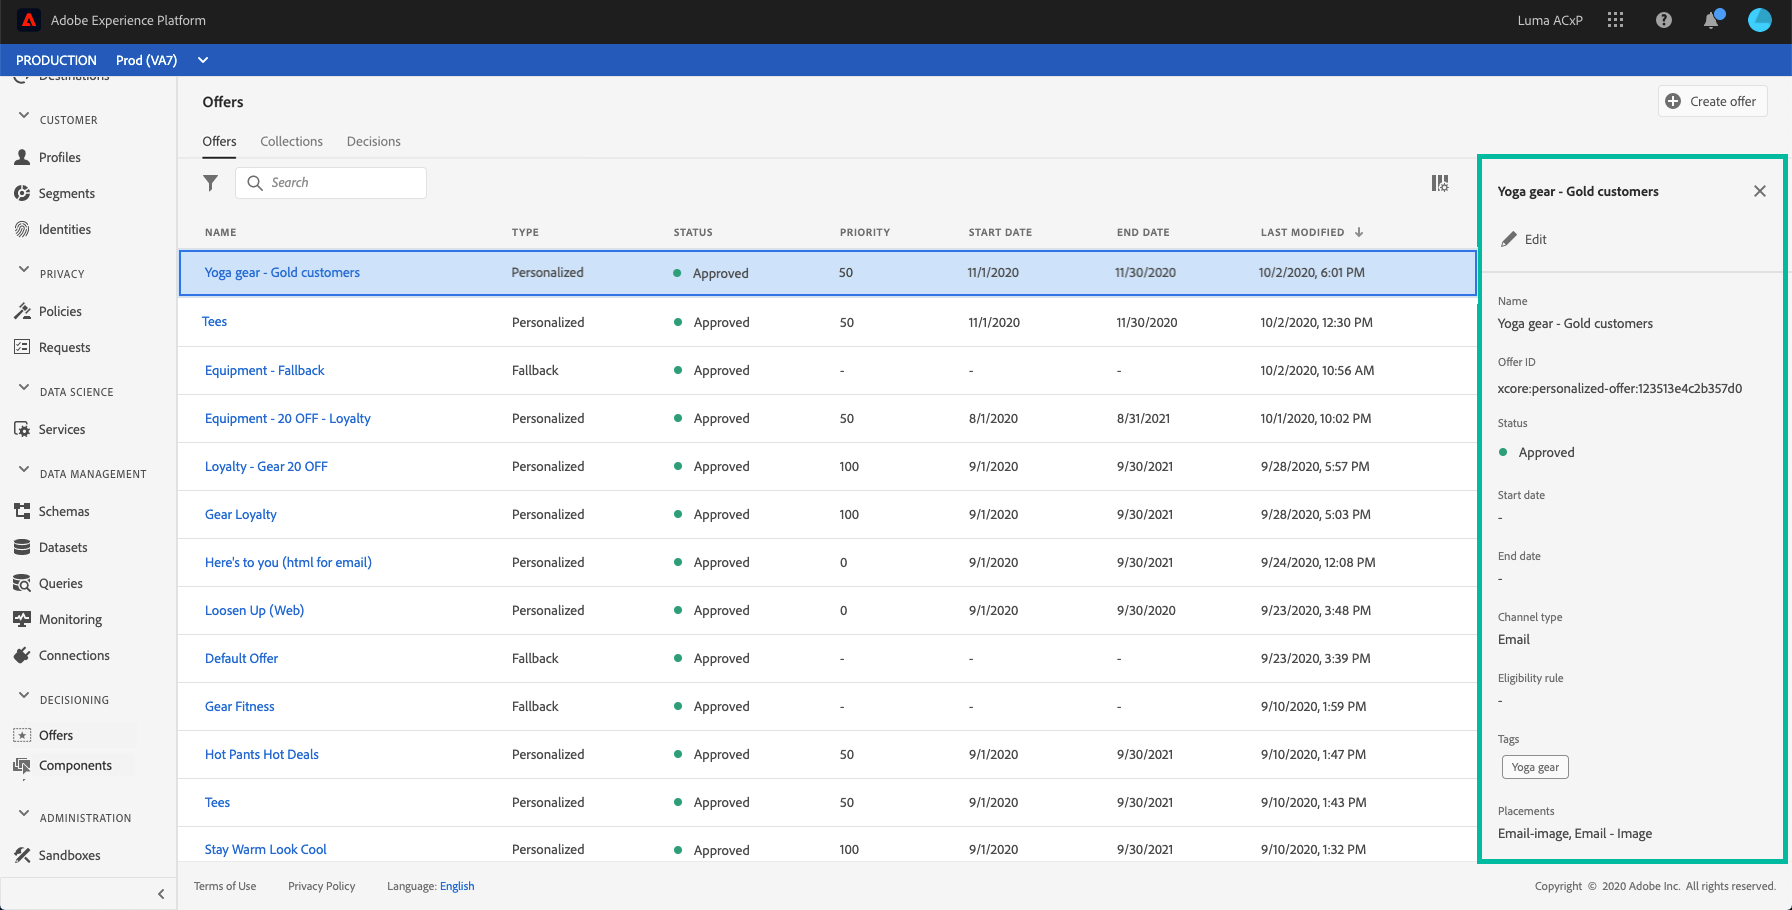 Adobe Experience Platform
Luma ACxP
PRODUCTION Prod (VA7)
Destinations
CUSTOMER
Profiles
Segments
Identities
PRIVACY
Policies
Requests
DATA SCIENCE
Services
DATA MANAGEMENT
Schemas
Datasets
Queries
Monitoring
Connections
DECISIONING
Offers
Components
ADMINISTRATION
Sandboxes
Offers
Create offer
Offers Collections Decisions
Search
NAME TYPE STATUS PRIORITY START DATE END DATE LAST MODIFIED
Yoga gear - Gold customers Personalized Approved 50 11/1/2020 11/30/2020 10/2/2020, 6:01 PM
Tees Personalized Approved 50 11/1/2020 11/30/2020 10/2/2020, 12:30 PM
Equipment - Fallback Fallback Approved - - - 10/2/2020, 10:56 AM
Equipment - 20 OFF - Loyalty Personalized Approved 50 8/1/2020 8/31/2021 10/1/2020, 10:02 PM
Loyalty - Gear 20 OFF Personalized Approved 100 9/1/2020 9/30/2021 9/28/2020, 5:57 PM
Gear Loyalty Personalized Approved 100 9/1/2020 9/30/2021 9/28/2020, 5:03 PM
Here's to you (html for email) Personalized Approved 0 9/1/2020 9/30/2021 9/24/2020, 12:08 PM
Loosen Up (Web) Personalized Approved 0 9/1/2020 9/30/2020 9/23/2020, 3:48 PM
Default Offer Fallback Approved - - - 9/23/2020, 3:39 PM
Gear Fitness Fallback Approved - - - 9/10/2020, 1:59 PM
Hot Pants Hot Deals Personalized Approved 50 9/1/2020 9/30/2021 9/10/2020, 1:47 PM
Tees Personalized Approved 50 9/1/2020 9/30/2021 9/10/2020, 1:43 PM
Stay Warm Look Cool Personalized Approved 100 9/1/2020 9/30/2021 9/10/2020, 1:32 PM
Yoga gear - Gold customers
Edit
Name
Yoga gear - Gold customers
Offer ID
xcore:personalized-offer:123513e4c2b357d0
Status
Approved
Start date
-
End date
-
Channel type
Email
Eligibility rule
-
Tags
Yoga gear
Placements
Email-image, Email - Image
Terms of Use Privacy Policy Language: English
Copyright © 2020 Adobe Inc. All rights reserved.